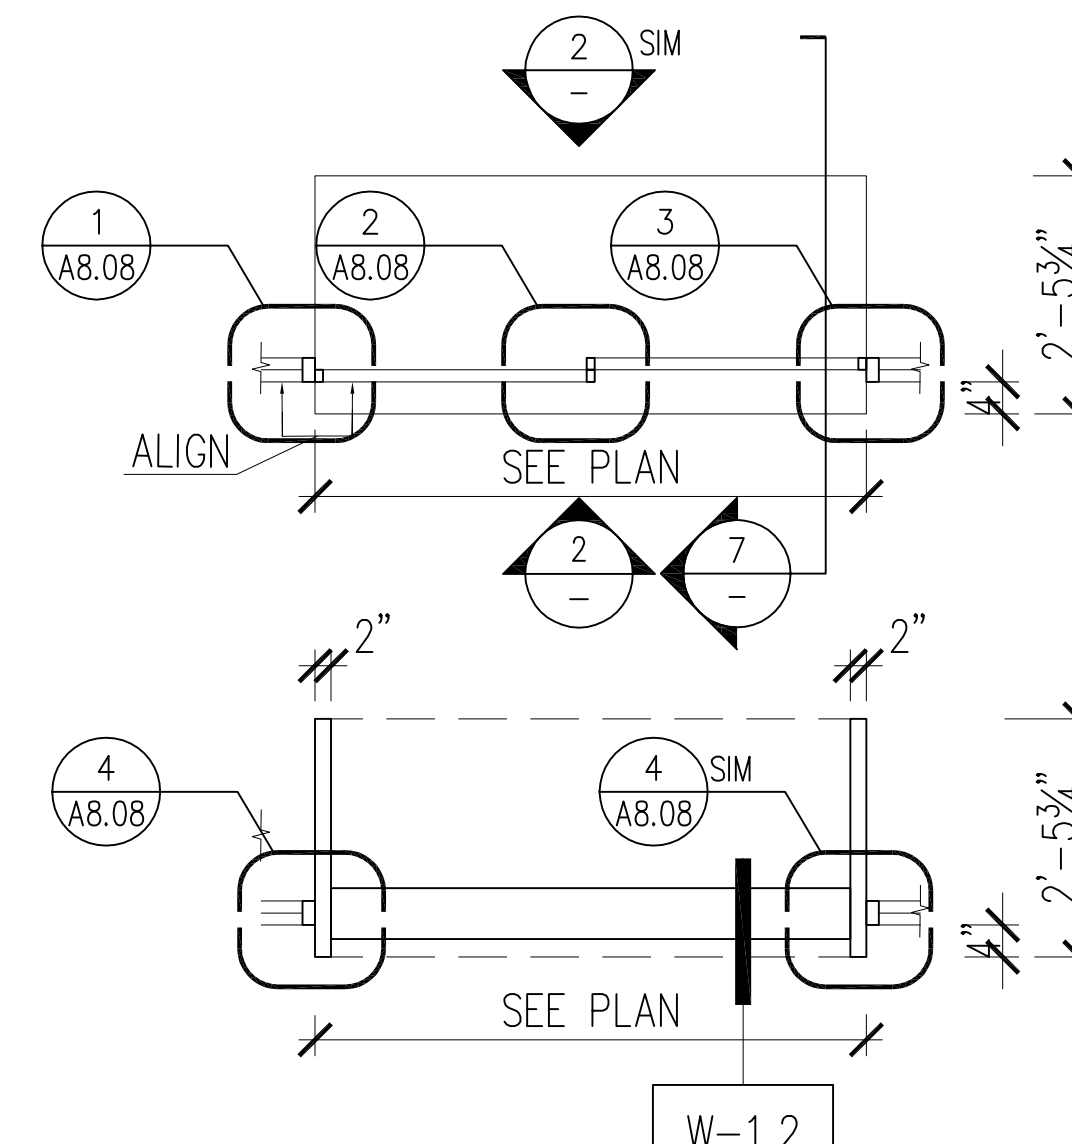 2 SIM
–
1
A8.08
2
A8.08
3
A8.08
2'–5¾"
4"
ALIGN
SEE PLAN
2
–
7
–
2"
2"
4
A8.08
4 SIM
A8.08
2'–5¾"
4"
SEE PLAN
W–1.2